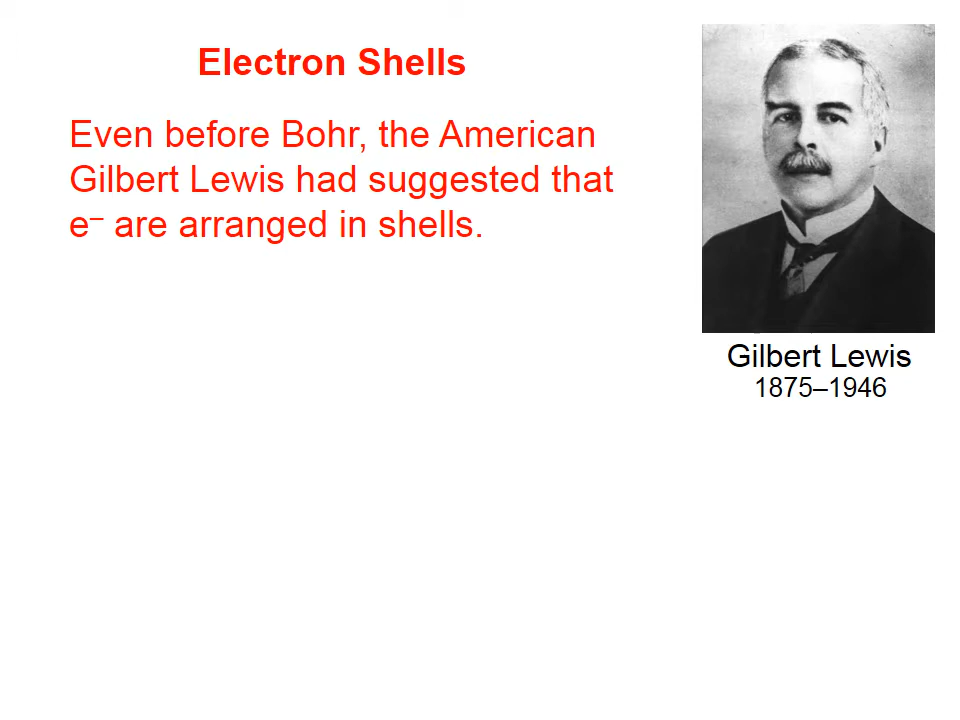 Electron Shells
Even before Bohr, the American
Gilbert Lewis had suggested that
e⁻ are arranged in shells.
Gilbert Lewis
1875–1946